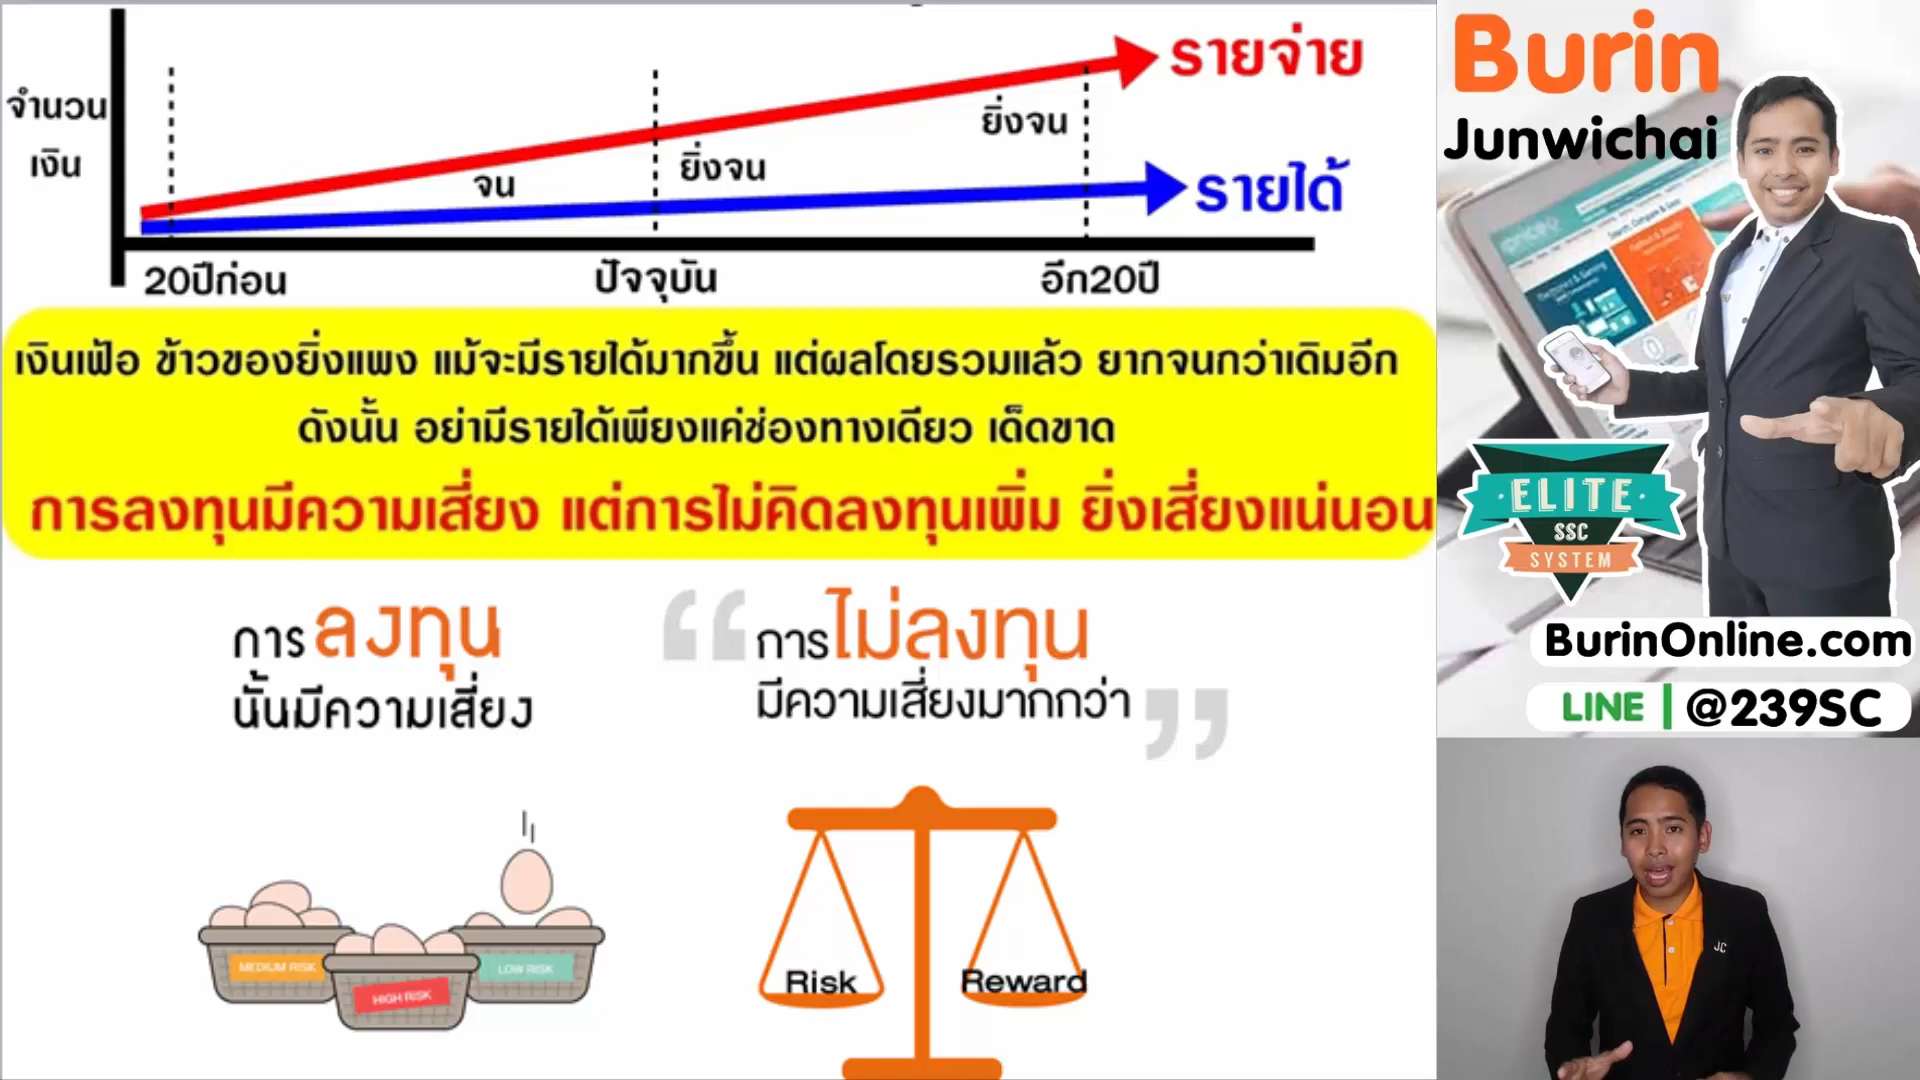 รายจ่าย
จำนวน
เงิน
ยิ่งจน
ยิ่งจน
จน
รายได้
20ปีก่อน
ปัจจุบัน
อีก20ปี
เงินเฟ้อ ข้าวของยิ่งแพง แม้จะมีรายได้มากขึ้น แต่ผลโดยรวมแล้ว ยากจนกว่าเดิมอีก
ดังนั้น อย่ามีรายได้เพียงแค่ช่องทางเดียว เด็ดขาด
การลงทุนมีความเสี่ยง แต่การไม่คิดลงทุนเพิ่ม ยิ่งเสี่ยงแน่นอน
การลงทุน
นั้นมีความเสี่ยง
“การไม่ลงทุน
มีความเสี่ยงมากกว่า”
MEDIUM RISK
HIGH RISK
LOW RISK
Risk
Reward
Burin
Junwichai
ELITE
SSC
SYSTEM
BurinOnline.com
LINE | @239SC
JC